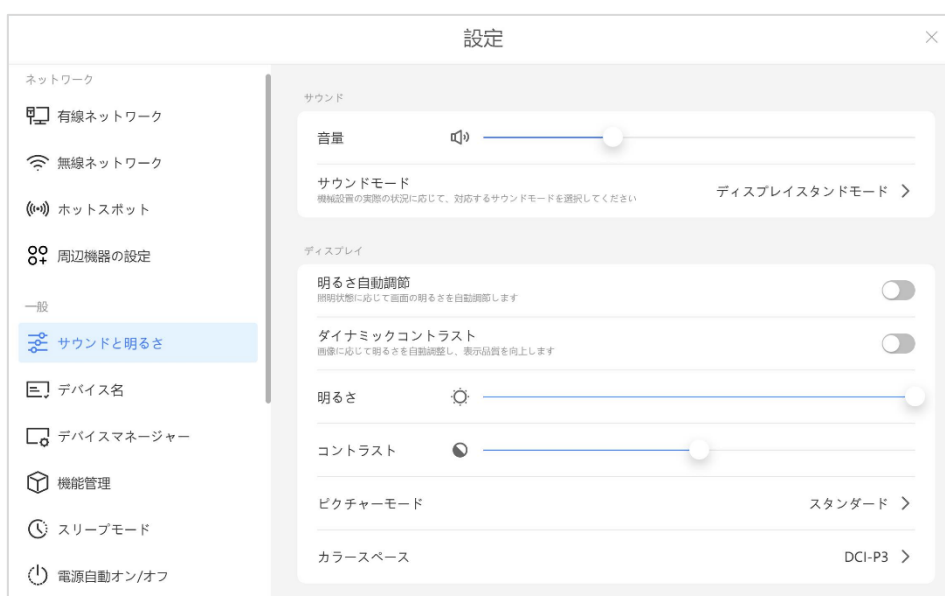 設定
ネットワーク
有線ネットワーク
無線ネットワーク
ホットスポット
周辺機器の設定
一般
サウンドと明るさ
デバイス名
デバイスマネージャー
機能管理
スリープモード
電源自動オン/オフ
サウンド
音量
サウンドモード
機械設置の実際の状況に応じて、対応するサウンドモードを選択してください
ディスプレイスタンドモード
ディスプレイ
明るさ自動調節
照明状態に応じて画面の明るさを自動調節します
ダイナミックコントラスト
画像に応じて明るさを自動調整し、表示品質を向上します
明るさ
コントラスト
ピクチャーモード
スタンダード
カラースペース
DCI-P3